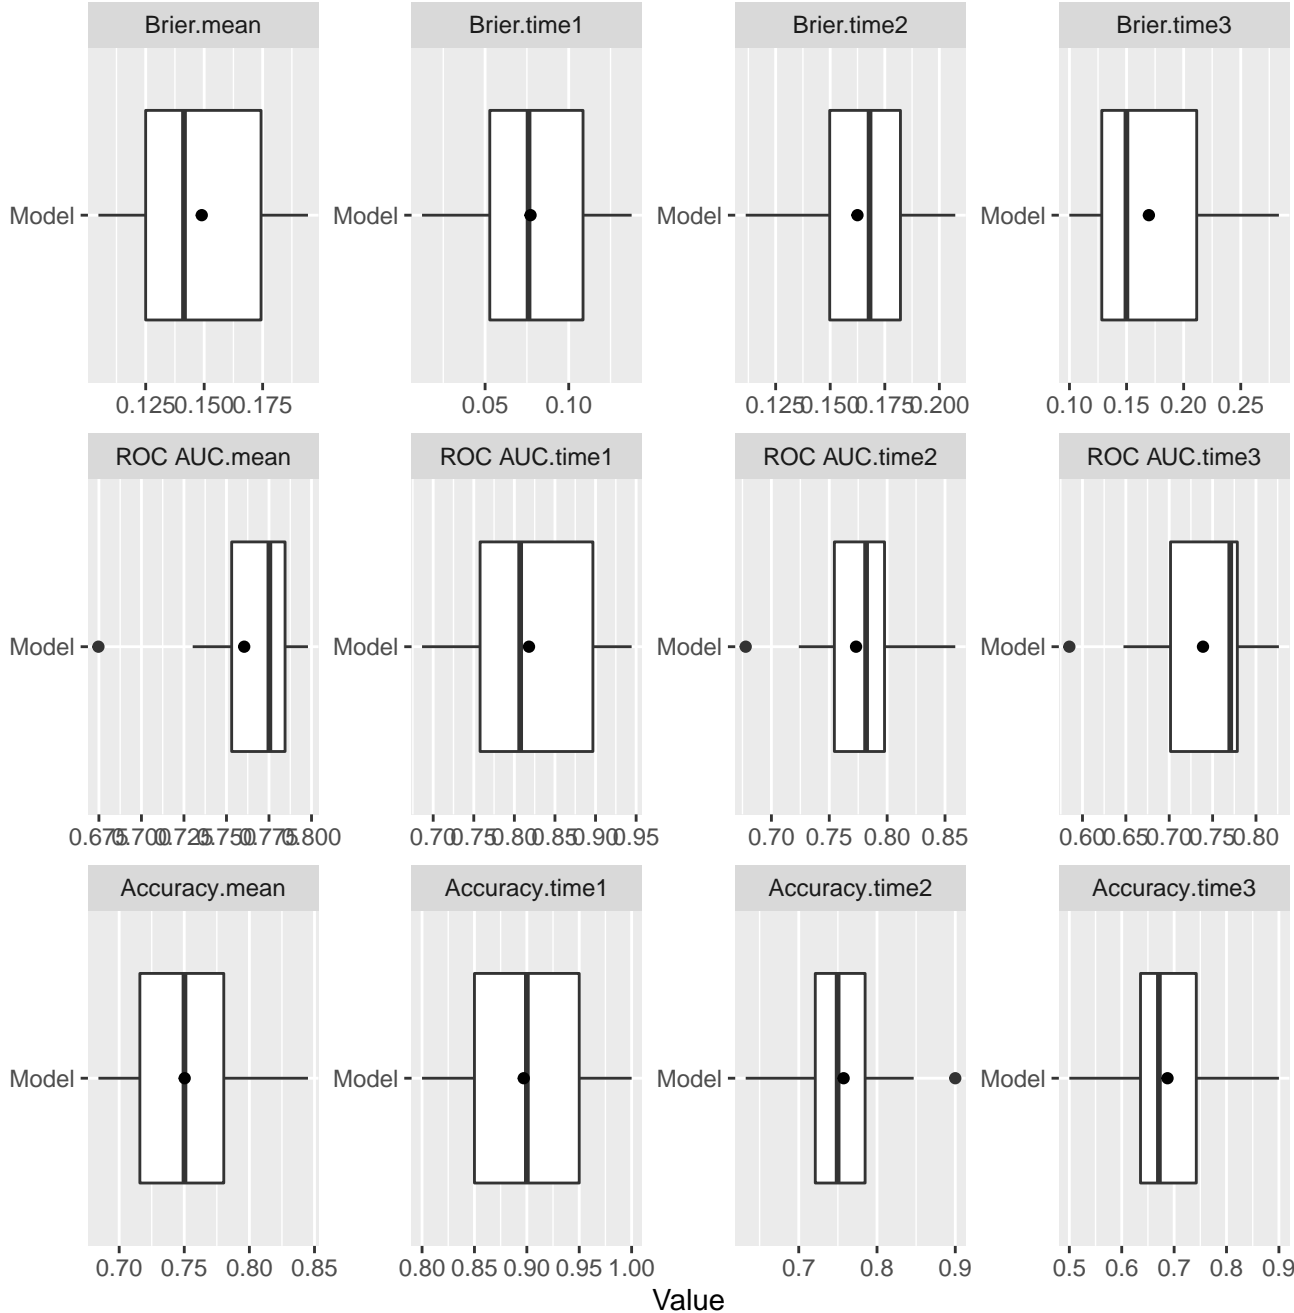 Brier.mean Brier.time1 Brier.time2 Brier.time3
Model Model Model Model
0.125 0.150 0.175 0.05 0.10 0.125 0.150 0.175 0.200 0.10 0.15 0.20 0.25
ROC AUC.mean ROC AUC.time1 ROC AUC.time2 ROC AUC.time3
Model Model Model Model
0.675 0.700 0.725 0.750 0.775 0.800 0.70 0.75 0.80 0.85 0.90 0.95 0.70 0.75 0.80 0.85 0.60 0.65 0.70 0.75 0.80
Accuracy.mean Accuracy.time1 Accuracy.time2 Accuracy.time3
Model Model Model Model
0.70 0.75 0.80 0.85 0.80 0.85 0.90 0.95 1.00 0.7 0.8 0.9 0.5 0.6 0.7 0.8 0.9
Value